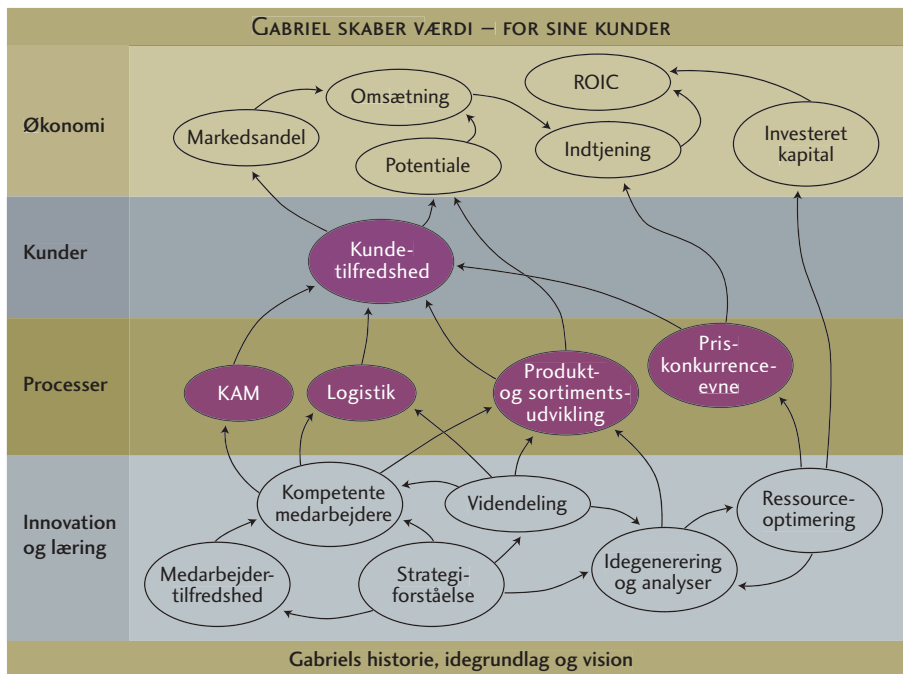 GABRIEL SKABER VÆRDI – FOR SINE KUNDER
Økonomi
Markedsandel
Omsætning
Potentiale
ROIC
Indtjening
Investeret
kapital
Kunder
Kunde-
tilfredshed
Processer
KAM
Logistik
Produkt-
og sortiments-
udvikling
Pris-
konkurrence-
evne
Innovation
og læring
Kompetente
medarbejdere
Videndeling
Ressource-
optimering
Medarbejder-
tilfredshed
Strategi-
forståelse
Idegenerering
og analyser
Gabriels historie, idegrundlag og vision